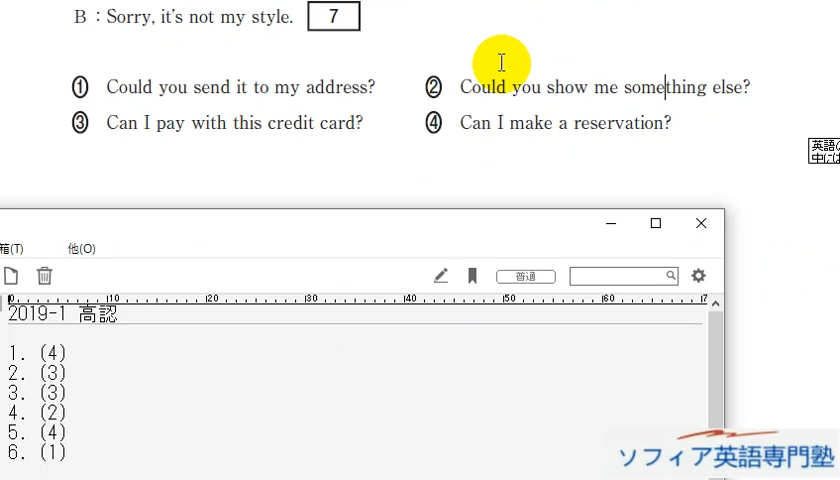 B : Sorry, it's not my style. 7
① Could you send it to my address? ② Could you show me something else?
③ Can I pay with this credit card? ④ Can I make a reservation?
箱(T) 他(O)
普通
0 10 20 30 40 50 60 7
2019-1 高認
1. (4)
2. (3)
3. (3)
4. (2)
5. (4)
6. (1)
ソフィア英語専門塾